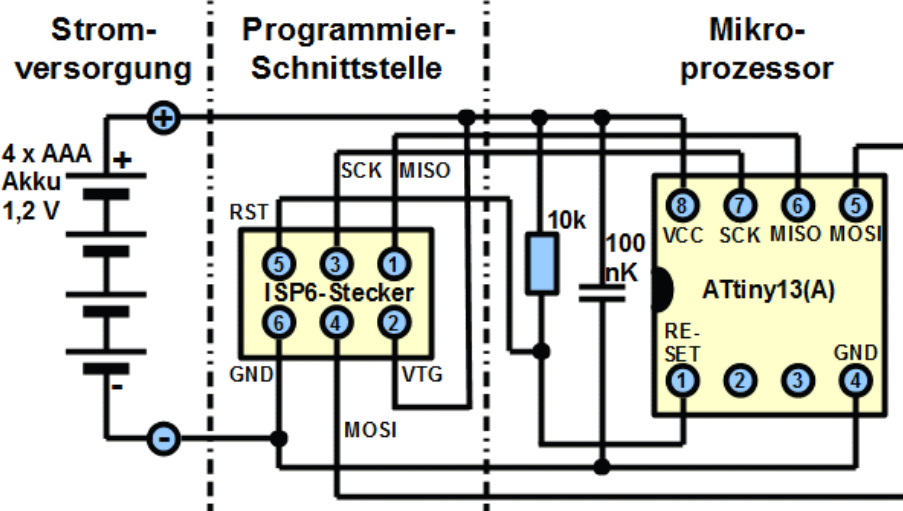 Strom-
versorgung
Programmier-
Schnittstelle
Mikro-
prozessor
+
4 x AAA
Akku
1,2 V
+
-
-
SCK
MISO
RST
5
3
1
ISP6-Stecker
6
4
2
GND
VTG
MOSI
10k
100
nK
8
7
6
5
VCC
SCK
MISO
MOSI
ATtiny13(A)
RE-
SET
GND
1
2
3
4